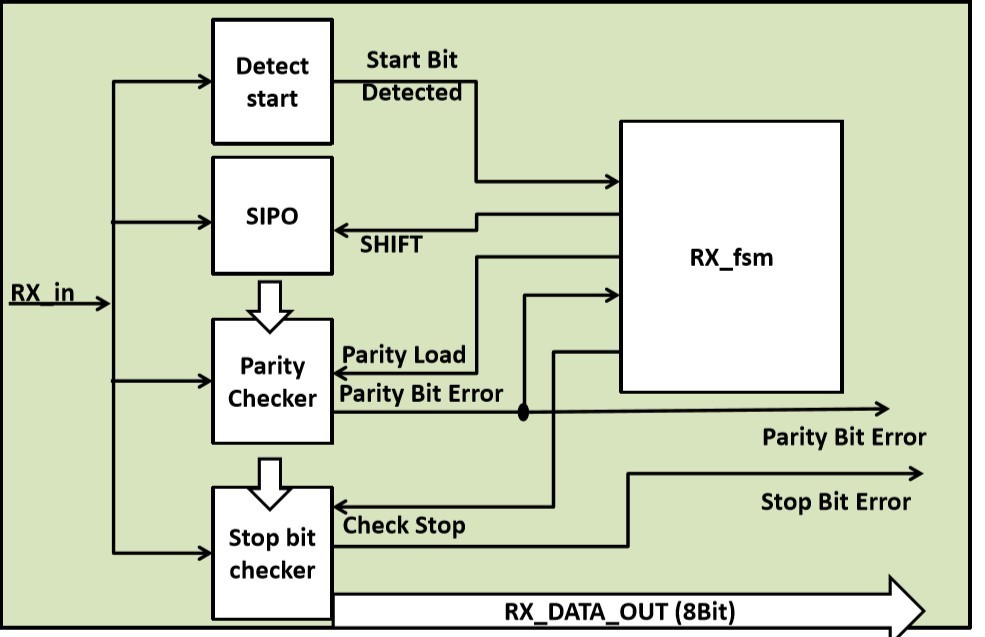 Detect
start
Start Bit
Detected
SIPO
SHIFT
RX_fsm
RX_in
Parity
Checker
Parity Load
Parity Bit Error
Parity Bit Error
Stop Bit Error
Check Stop
Stop bit
checker
RX_DATA_OUT (8Bit)